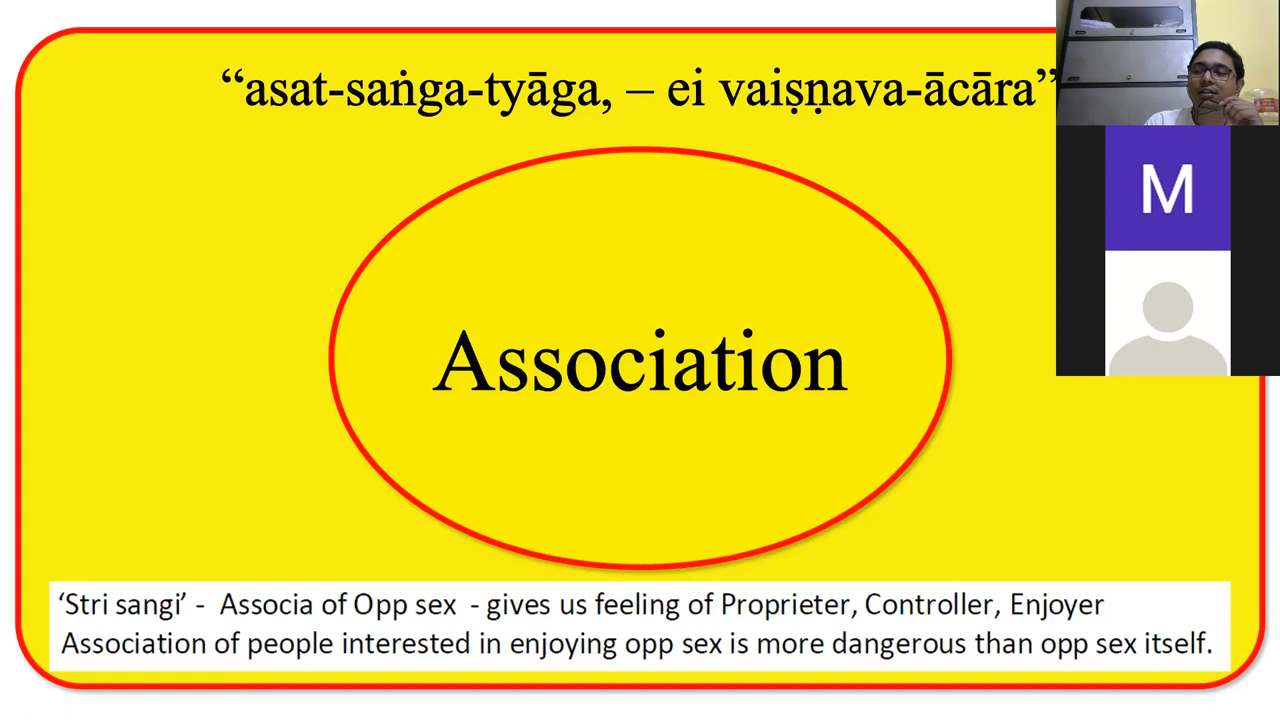 “asat-saṅga-tyāga, – ei vaiṣṇava-ācāra”
M
Association
‘Stri sangi’ - Associa of Opp sex - gives us feeling of Proprieter, Controller, Enjoyer
Association of people interested in enjoying opp sex is more dangerous than opp sex itself.